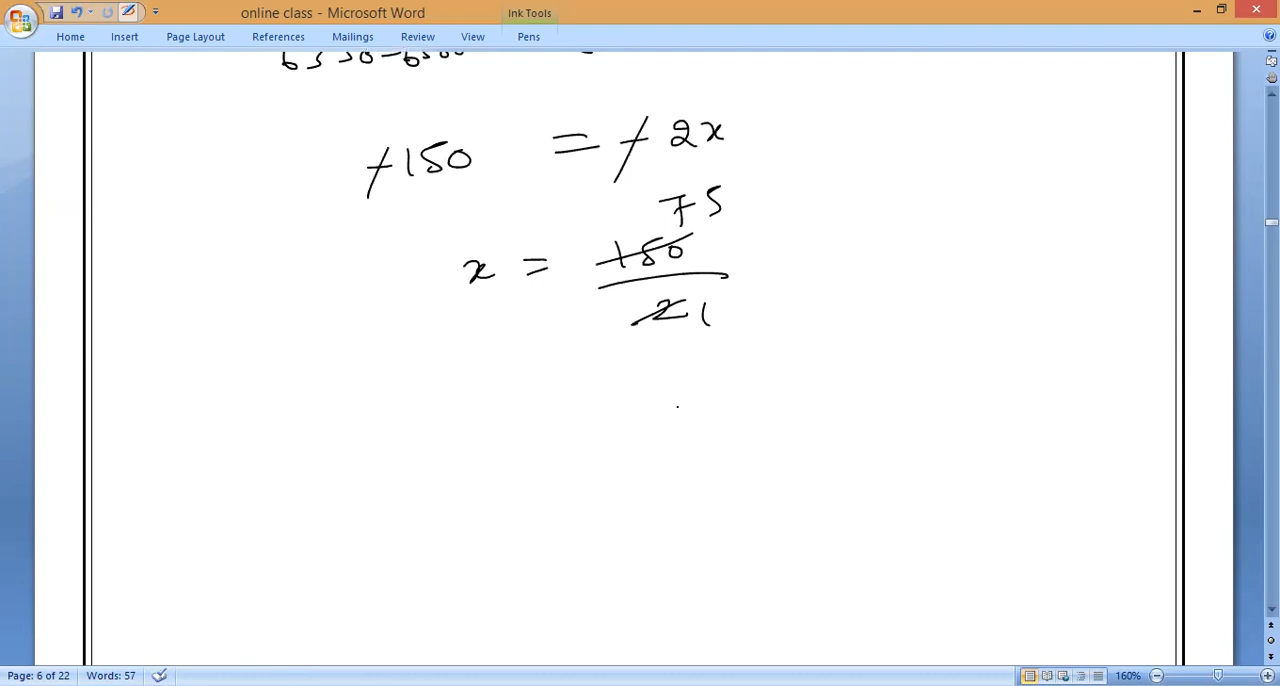 online class - Microsoft Word
Ink Tools
Home Insert Page Layout References Mailings Review View Pens
-150 = -2x
75
x = 150
2 1
Page: 6 of 22 Words: 57 160%